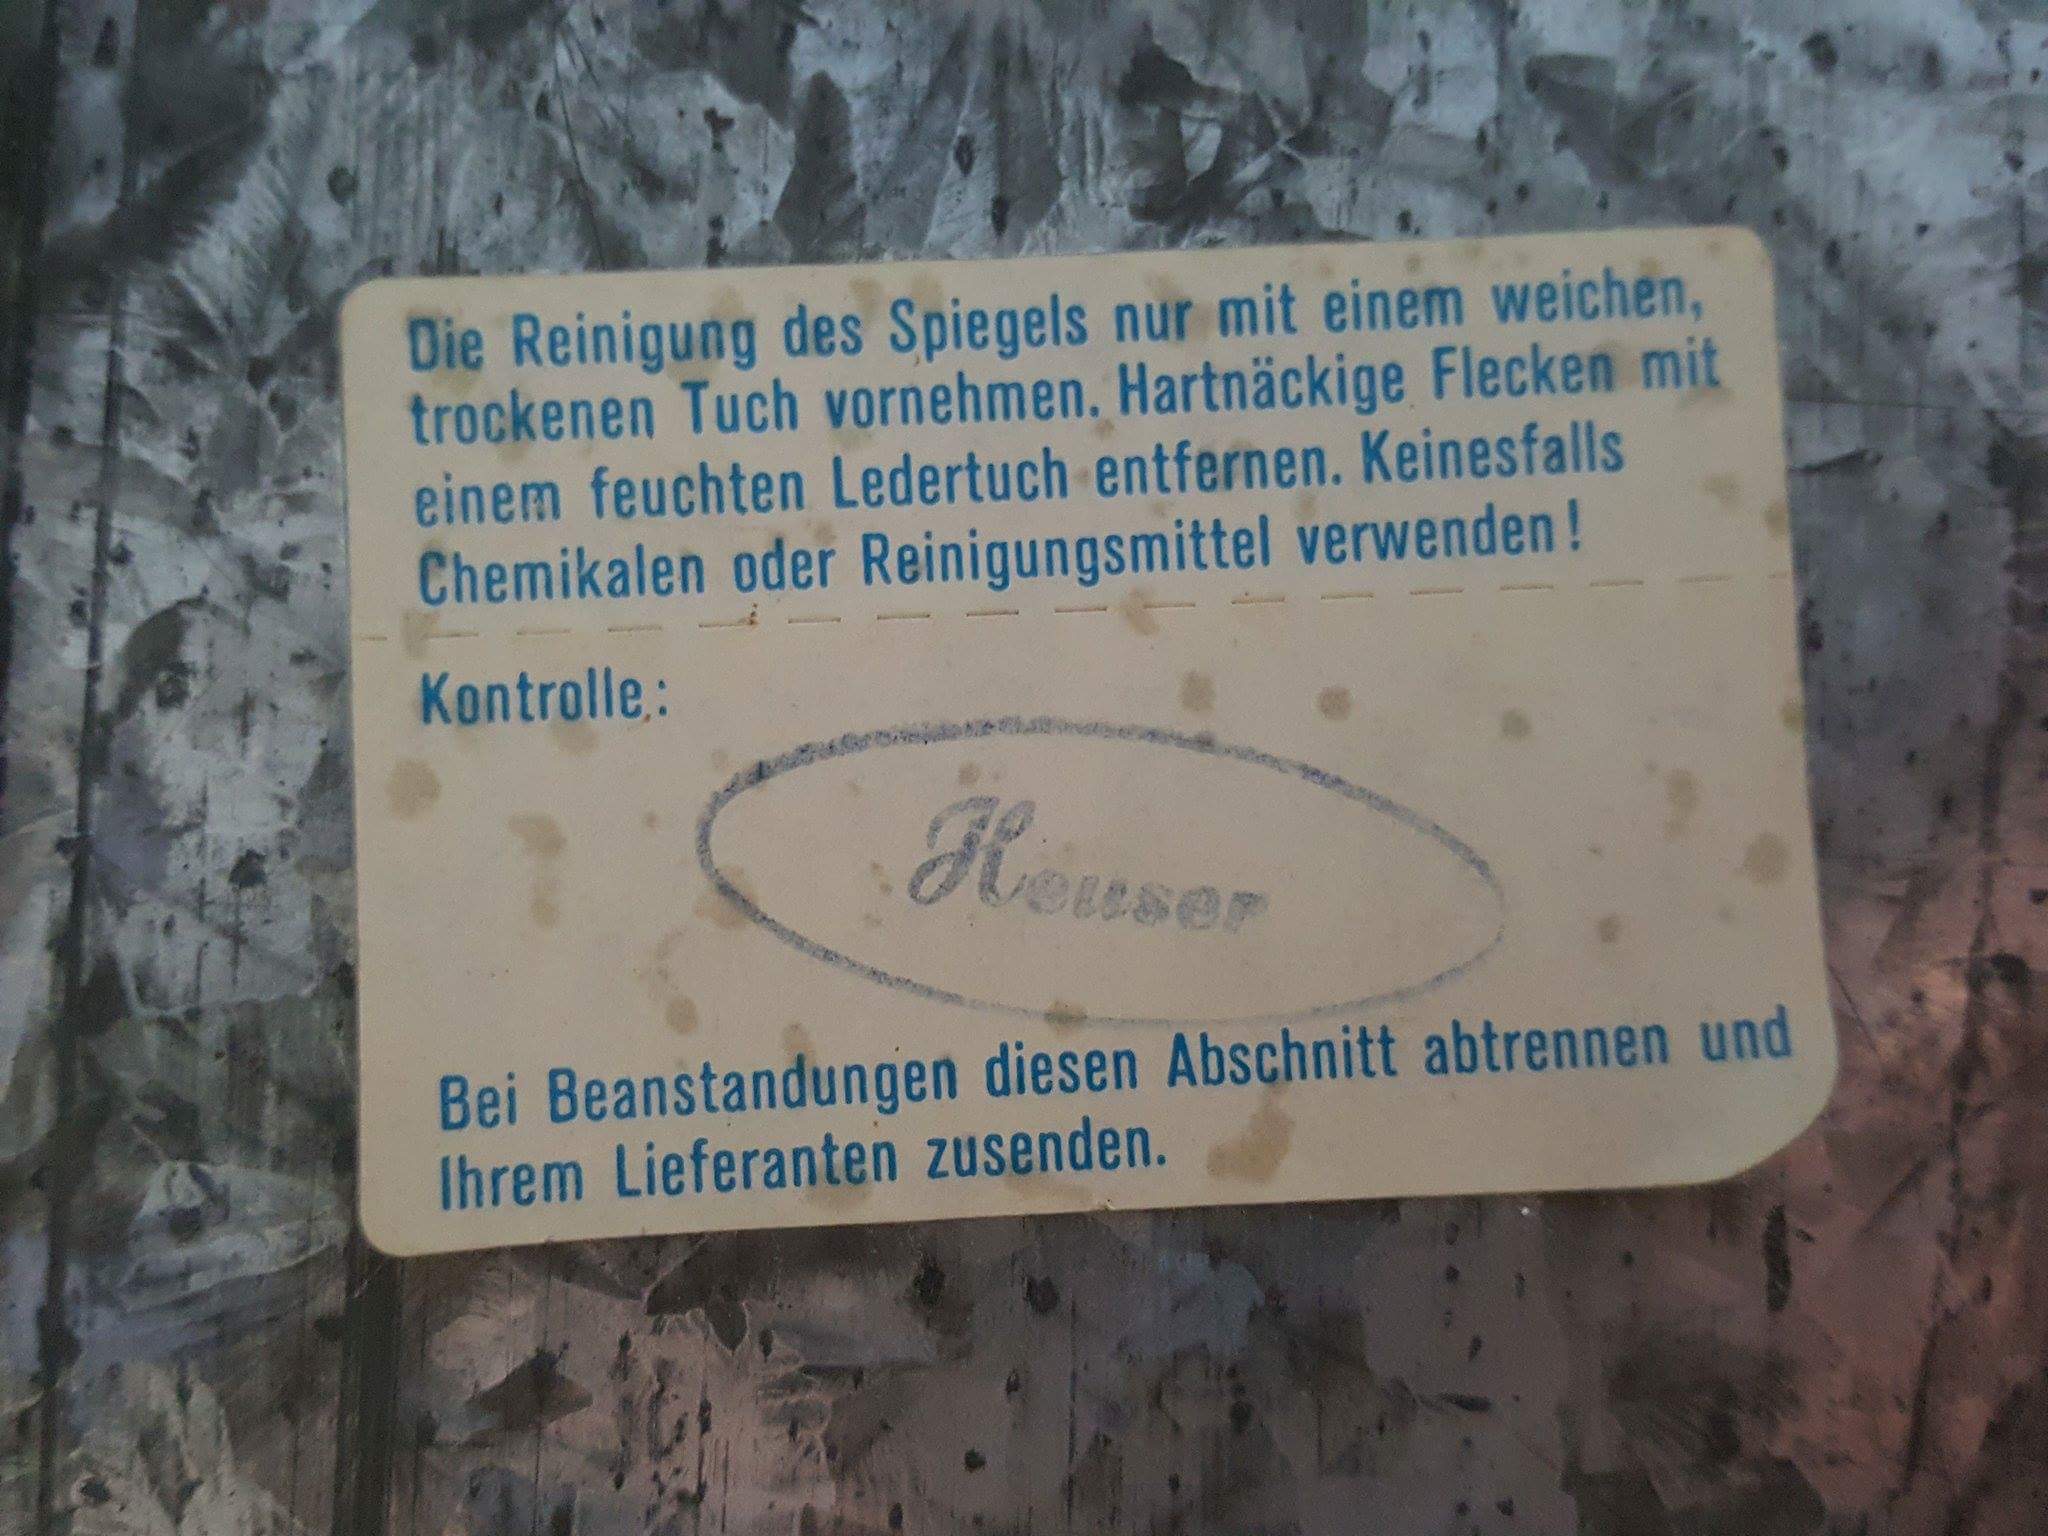 Die Reinigung des Spiegels nur mit einem weichen,
trockenen Tuch vornehmen. Hartnäckige Flecken mit
einem feuchten Ledertuch entfernen. Keinesfalls
Chemikalen oder Reinigungsmittel verwenden!
Kontrolle:
Heuser
Bei Beanstandungen diesen Abschnitt abtrennen und
Ihrem Lieferanten zusenden.